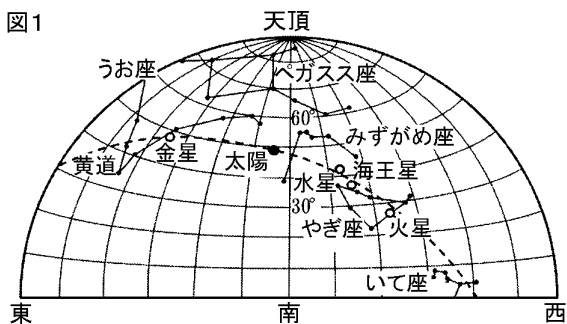 図1
天頂
うお座
ペガスス座
60°
みずがめ座
黄道
金星
太陽
水星
海王星
30°
やぎ座
火星
いて座
東
南
西